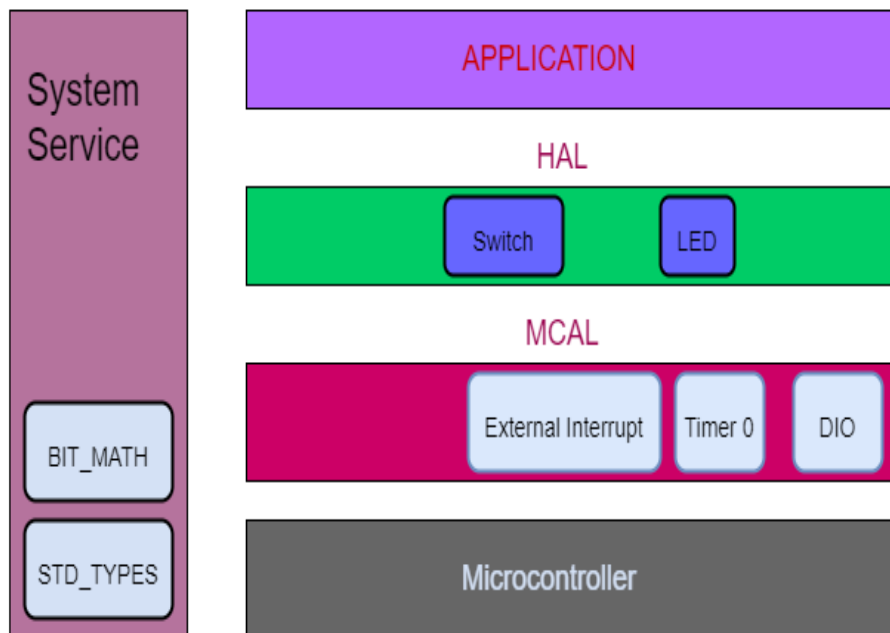 System
Service
BIT_MATH
STD_TYPES
APPLICATION
HAL
Switch
LED
MCAL
External Interrupt
Timer 0
DIO
Microcontroller